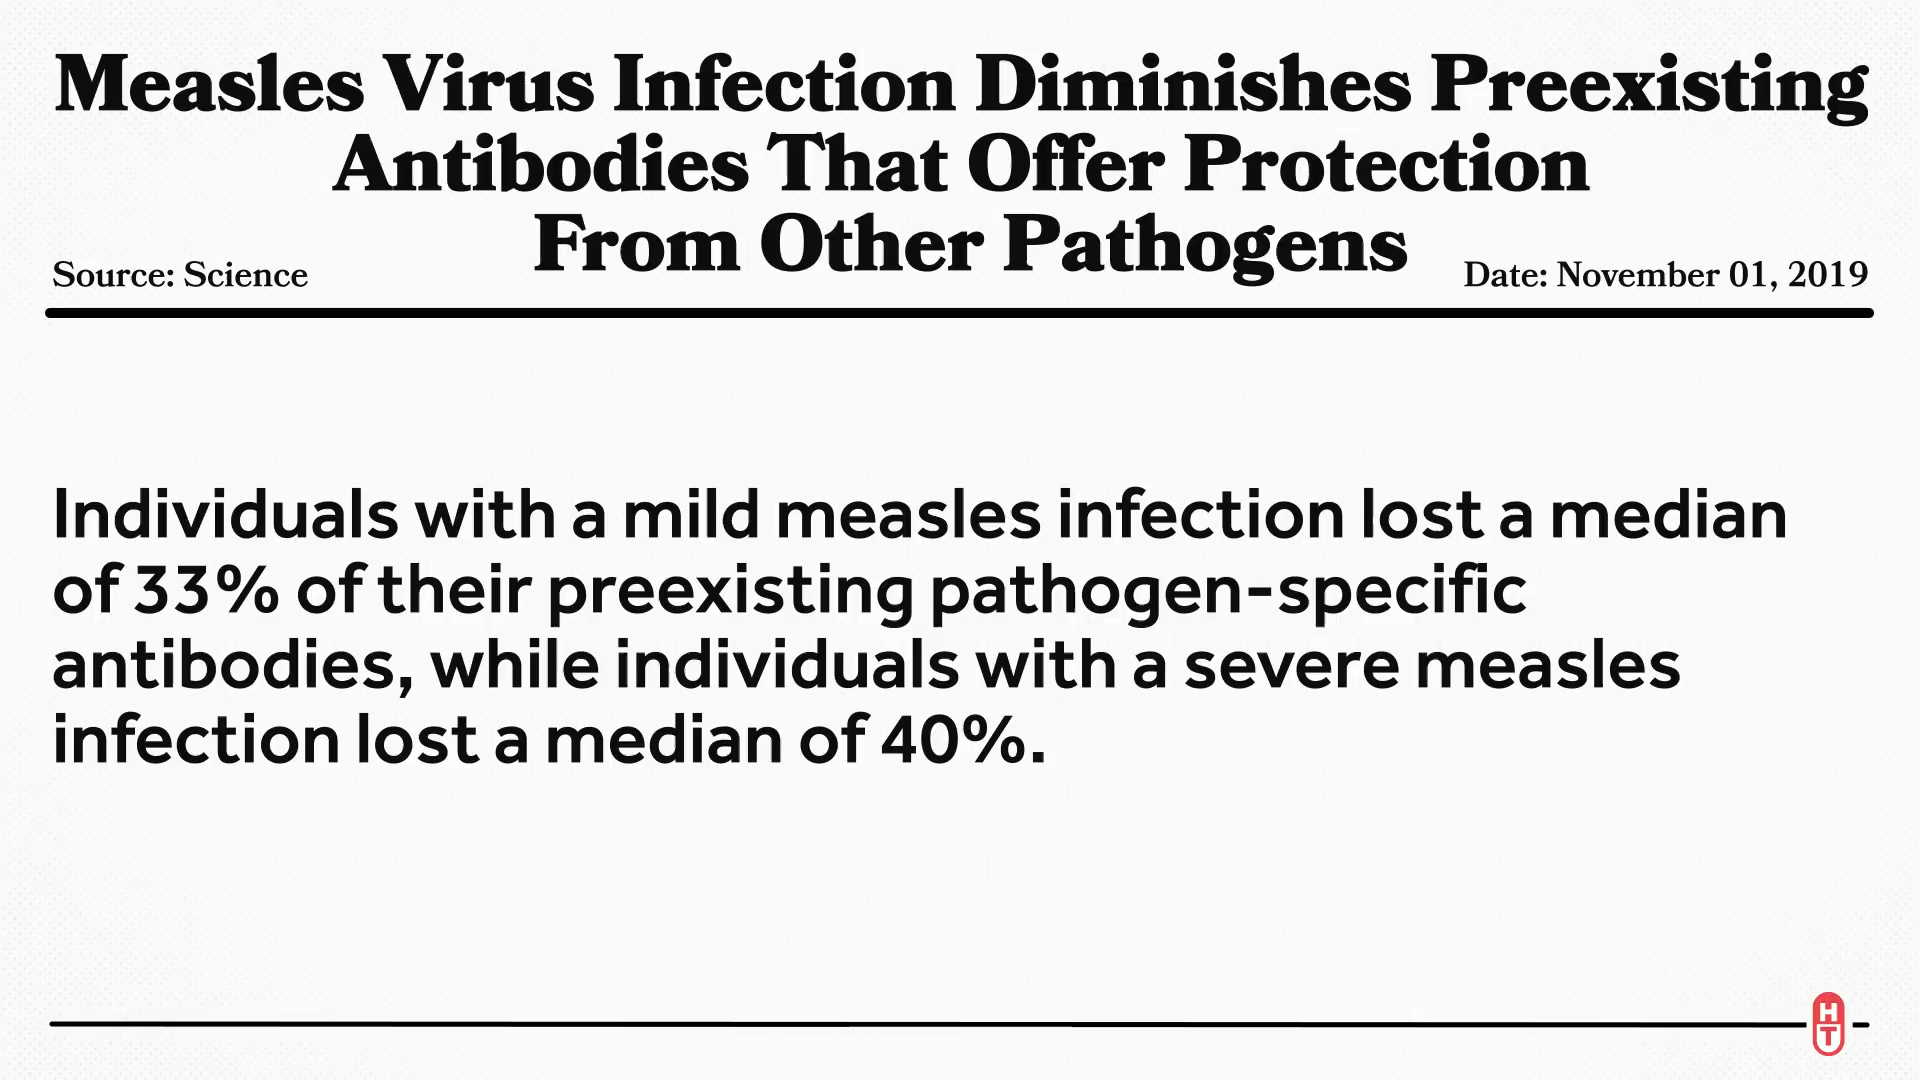 Measles Virus Infection Diminishes Preexisting
Antibodies That Offer Protection
From Other Pathogens
Source: Science
Date: November 01, 2019
Individuals with a mild measles infection lost a median
of 33% of their preexisting pathogen-specific
antibodies, while individuals with a severe measles
infection lost a median of 40%.
H
T